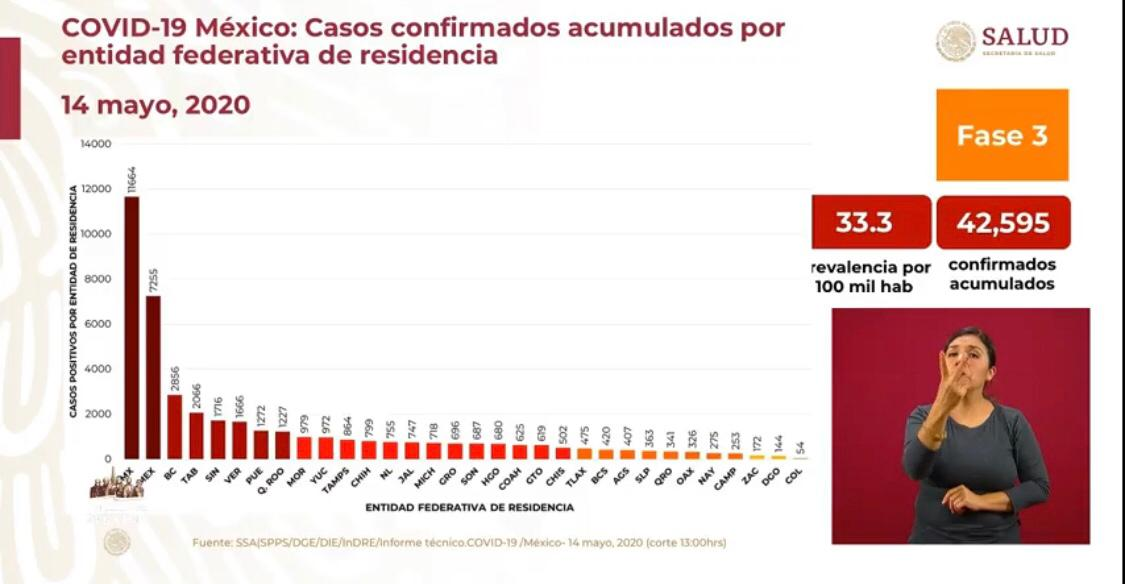 COVID-19 México: Casos confirmados acumulados por
entidad federativa de residencia
SALUD
SECRETARÍA DE SALUD
14 mayo, 2020
Fase 3
33.3
42,595
revalencia por
100 mil hab
confirmados
acumulados
CASOS POSITIVOS POR ENTIDAD DE RESIDENCIA
14000
12000
10000
8000
6000
4000
2000
0
11664 7255 2856 2066 1716 1666 1272 1227 979 972 864 799 755 747 718 696 687 680 625 619 502 475 420 407 363 341 326 275 253 172 144 54
MX MEX BC TAB SIN VER PUE Q. ROO MOR YUC TAMPS CHIH NL JAL MICH GRO SON HGO COAH GTO CHIS TLAX BCS AGS SLP QRO OAX NAY CAMP ZAC DGO COL
ENTIDAD FEDERATIVA DE RESIDENCIA
Fuente: SSA(SPPS/DGE/DIE/InDRE/Informe técnico.COVID-19 /México- 14 mayo, 2020 (corte 13:00hrs)